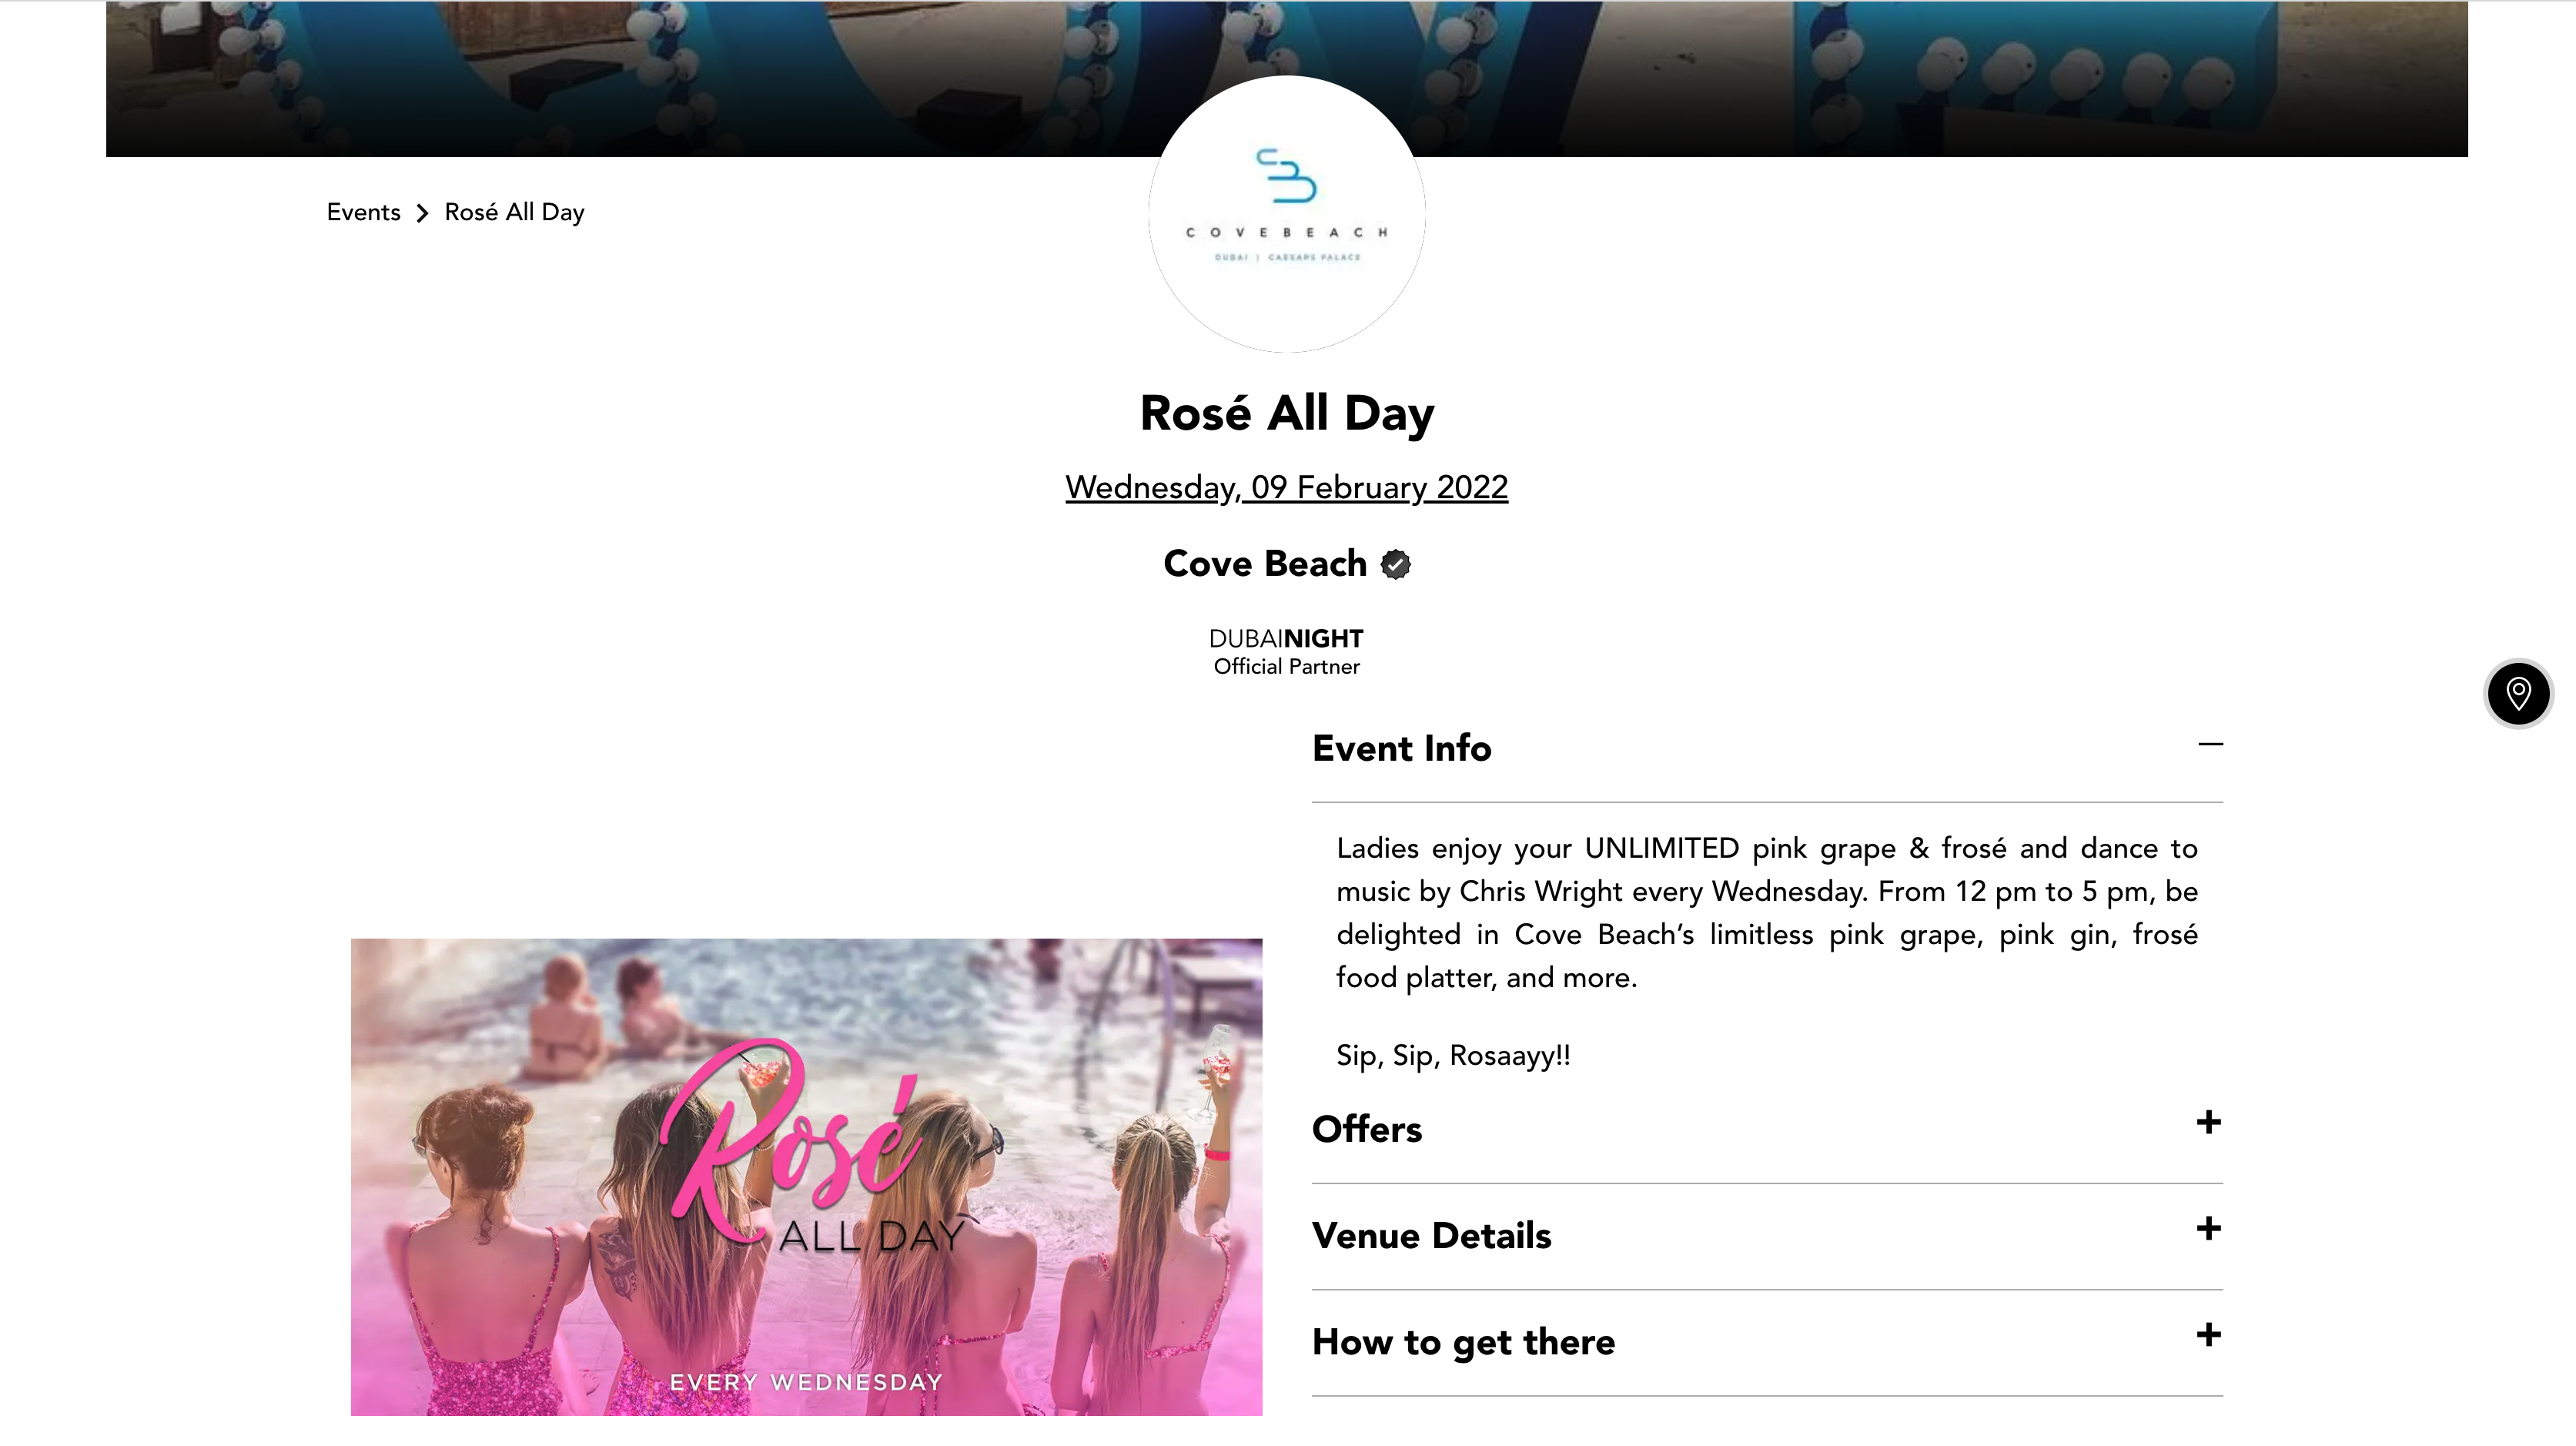 COVEBEACH
DUBAI | CAESARS PALACE
Events > Rosé All Day
Rosé All Day
Wednesday, 09 February 2022
Cove Beach
DUBAINIGHT
Official Partner
Event Info
Ladies enjoy your UNLIMITED pink grape & frosé and dance to
music by Chris Wright every Wednesday. From 12 pm to 5 pm, be
delighted in Cove Beach’s limitless pink grape, pink gin, frosé
food platter, and more.
Sip, Sip, Rosaayy!!
Offers
Venue Details
How to get there
Rosé
ALL DAY
EVERY WEDNESDAY